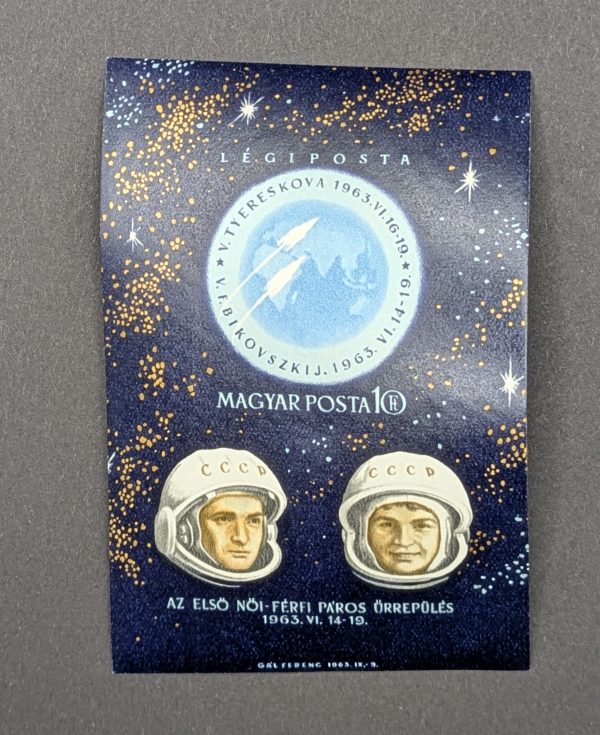 LÉGIPOSTA
★ V. TYERESKOVA 1963. VI. 16-19. ★
V. F. BIKOVSZKIJ. 1963. VI. 14-19.
MAGYAR POSTA 10 Ft
CCCP
CCCP
AZ ELSŐ NŐI-FÉRFI PÁROS ŰRREPÜLÉS
1963. VI. 14-19.
GÁL FERENC 1963. IX.-9.